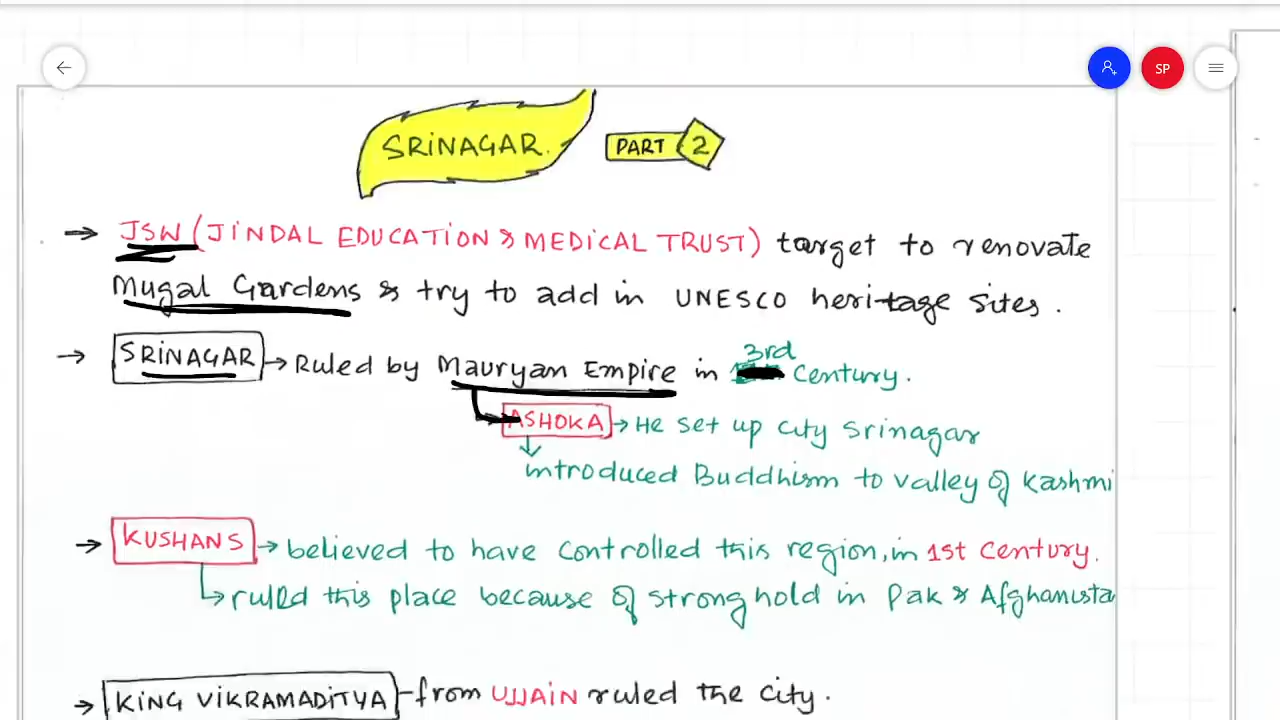 SP
SRINAGAR.
PART 2
→ JSW (JINDAL EDUCATION & MEDICAL TRUST) target to renovate
Mugal Gardens & try to add in UNESCO heritage sites.
→ SRINAGAR → Ruled by Mauryan Empire in 3rd Century.
ASHOKA → He set up city Srinagar
introduced Buddhism to valley of Kashmi
→ KUSHANS → believed to have controlled this region, in 1st Century.
→ ruled this place because of strong hold in Pak & Afghanista
→ KING VIKRAMADITYA - from UJJAIN ruled the city.